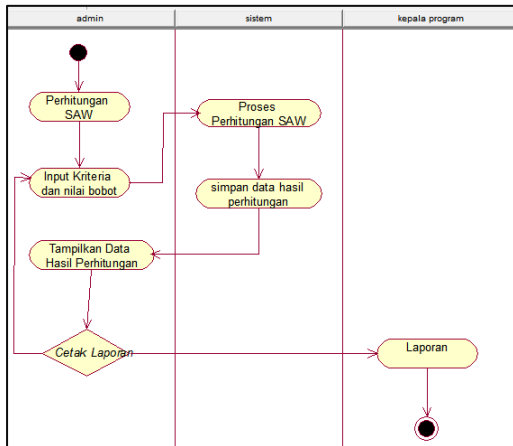 admin
sistem
kepala program
Perhitungan
SAW
Proses
Perhitungan SAW
Input Kriteria
dan nilai bobot
simpan data hasil
perhitungan
Tampilkan Data
Hasil Perhitungan
Cetak Laporan
Laporan